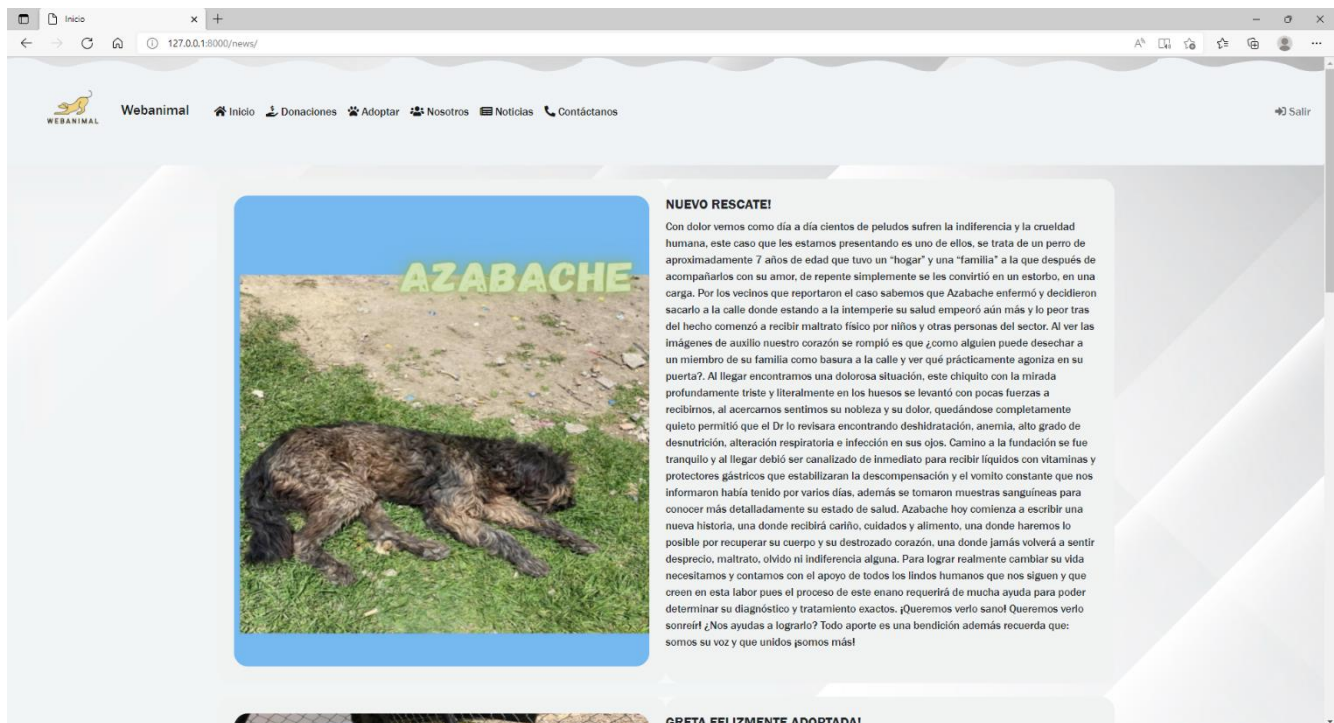 Inicio
127.0.0.1:8000/news/
WEBANIMAL
Webanimal Inicio Donaciones Adoptar Nosotros Noticias Contáctanos Salir
AZABACHE
NUEVO RESCATE!
Con dolor vemos como día a día cientos de peludos sufren la indiferencia y la crueldad
humana, este caso que les estamos presentando es uno de ellos, se trata de un perro de
aproximadamente 7 años de edad que tuvo un “hogar” y una “familia” a la que después de
acompañarlos con su amor, de repente simplemente se les convirtió en un estorbo, en una
carga. Por los vecinos que reportaron el caso sabemos que Azabache enfermó y decidieron
sacarlo a la calle donde estando a la intemperie su salud empeoró aún más y lo peor tras
del hecho comenzó a recibir maltrato físico por niños y otras personas del sector. Al ver las
imágenes de auxilio nuestro corazón se rompió es que ¿como alguien puede desechar a
un miembro de su familia como basura a la calle y ver qué prácticamente agoniza en su
puerta?. Al llegar encontramos una dolorosa situación, este chiquito con la mirada
profundamente triste y literalmente en los huesos se levantó con pocas fuerzas a
recibirnos, al acercarnos sentimos su nobleza y su dolor, quedándose completamente
quieto permitió que el Dr lo revisara encontrando deshidratación, anemia, alto grado de
desnutrición, alteración respiratoria e infección en sus ojos. Camino a la fundación se fue
tranquilo y al llegar debió ser canalizado de inmediato para recibir líquidos con vitaminas y
protectores gástricos que estabilizaran la descompensación y el vomito constante que nos
informaron había tenido por varios días, además se tomaron muestras sanguíneas para
conocer más detalladamente su estado de salud. Azabache hoy comienza a escribir una
nueva historia, una donde recibirá cariño, cuidados y alimento, una donde haremos lo
posible por recuperar su cuerpo y su destrozado corazón, una donde jamás volverá a sentir
desprecio, maltrato, olvido ni indiferencia alguna. Para lograr realmente cambiar su vida
necesitamos y contamos con el apoyo de todos los lindos humanos que nos siguen y que
creen en esta labor pues el proceso de este enano requerirá de mucha ayuda para poder
determinar su diagnóstico y tratamiento exactos. ¡Queremos verlo sano! Queremos verlo
sonreír! ¿Nos ayudas a lograrlo? Todo aporte es una bendición además recuerda que:
somos su voz y que unidos ¡somos más!
GRETA FELIZMENTE ADOPTADA!